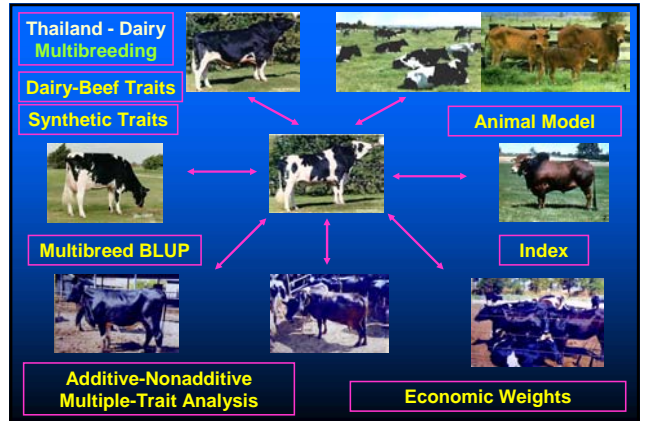 Thailand - Dairy
Multibreeding
Dairy-Beef Traits
Synthetic Traits
Animal Model
Multibreed BLUP
Index
Additive-Nonadditive
Multiple-Trait Analysis
Economic Weights